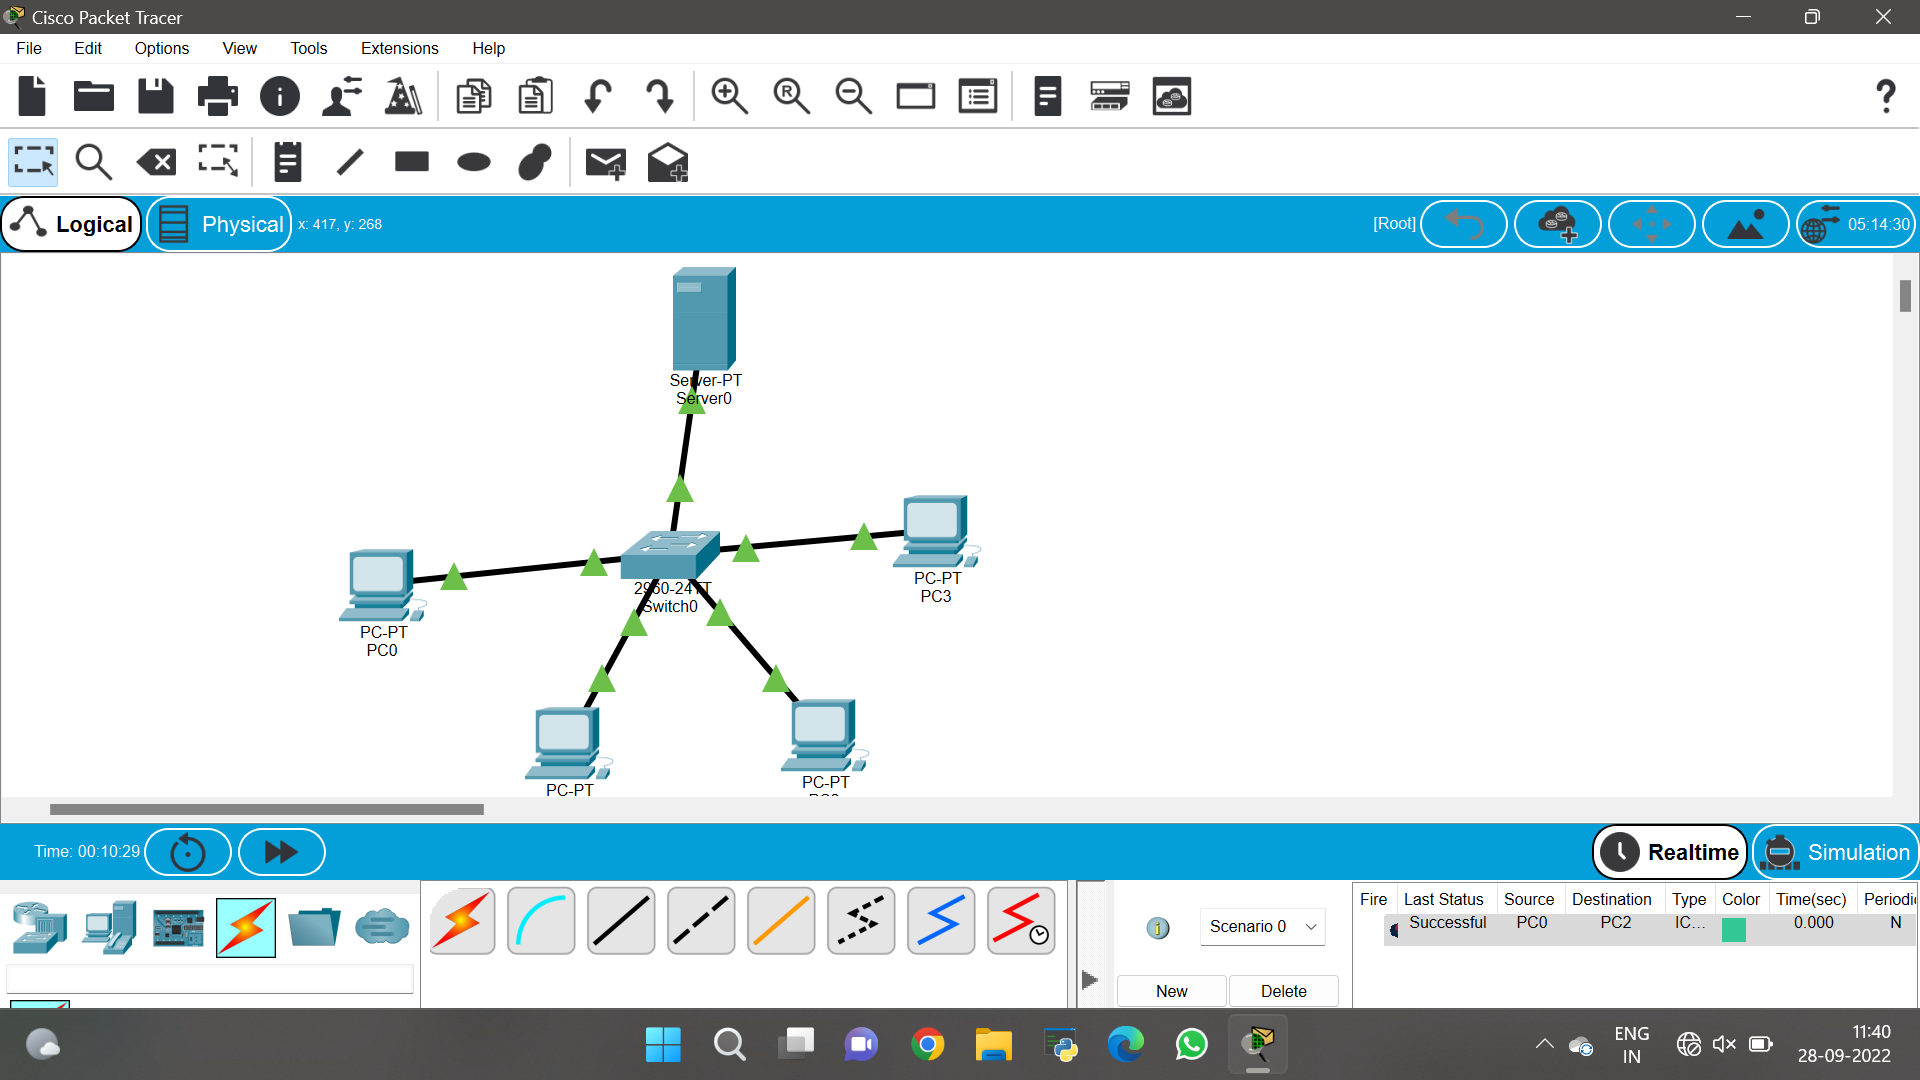 Cisco Packet Tracer
File Edit Options View Tools Extensions Help
Logical Physical x: 417, y: 268 [Root] 05:14:30
Server-PT
Server0
2960-24TT
Switch0
PC-PT
PC3
PC-PT
PC0
PC-PT
PC-PT
Time: 00:10:29 Realtime Simulation
Fire Last Status Source Destination Type Color Time(sec) Periodic
Successful PC0 PC2 IC... 0.000 N
Scenario 0
New Delete
ENG
IN
11:40
28-09-2022